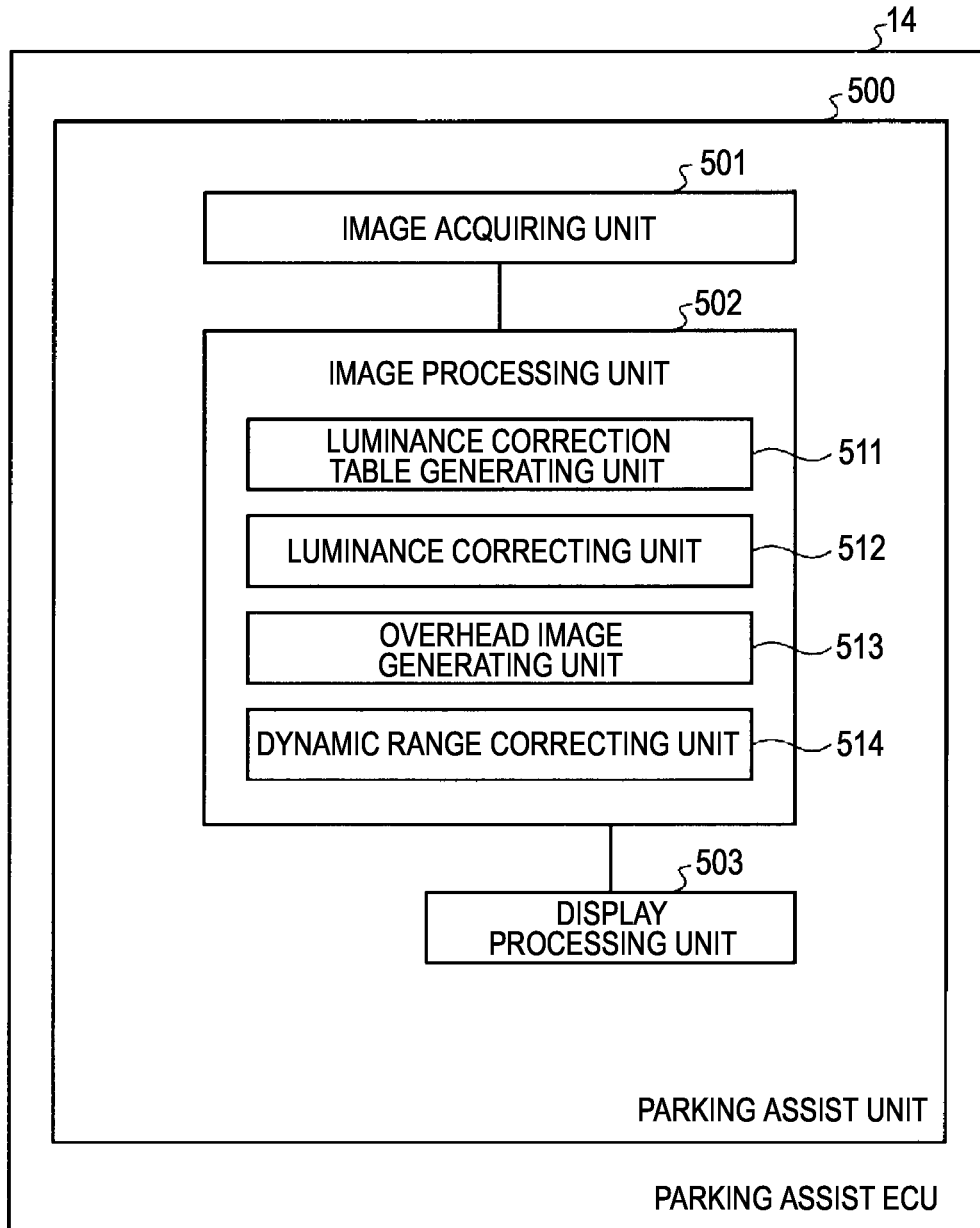 14
500
501
IMAGE ACQUIRING UNIT
502
IMAGE PROCESSING UNIT
LUMINANCE CORRECTION
TABLE GENERATING UNIT
511
LUMINANCE CORRECTING UNIT
512
OVERHEAD IMAGE
GENERATING UNIT
513
DYNAMIC RANGE CORRECTING UNIT
514
503
DISPLAY
PROCESSING UNIT
PARKING ASSIST UNIT
PARKING ASSIST ECU